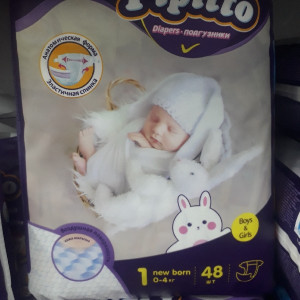 Pipitto
diapers - подгузники
Анатомическая форма
эластичная спинка
Boys
&
Girls
1 new born
0-4 кг
48
шт